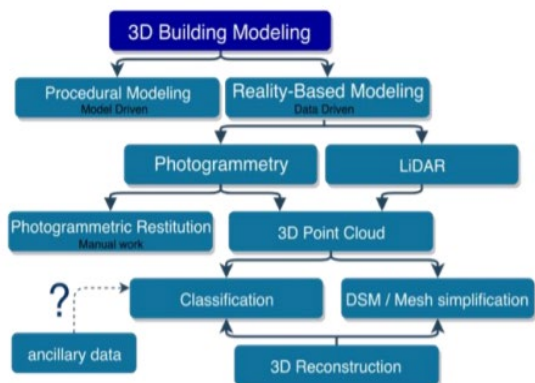 3D Building Modeling
Procedural Modeling
Model Driven
Reality-Based Modeling
Data Driven
Photogrammetry
LiDAR
Photogrammetric Restitution
Manual work
3D Point Cloud
?
Classification
DSM / Mesh simplification
ancillary data
3D Reconstruction